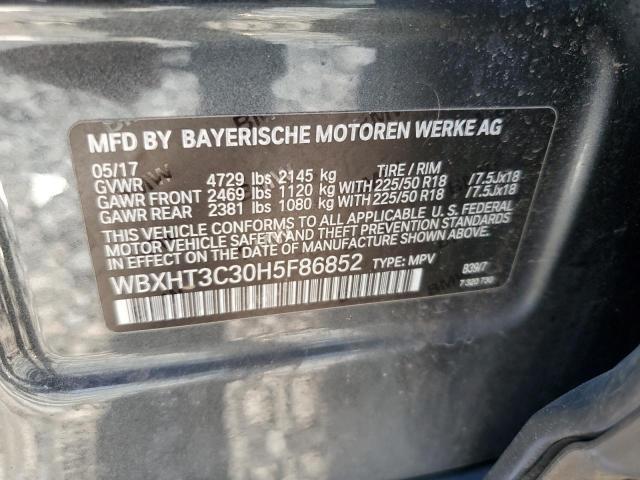 MFD BY BAYERISCHE MOTOREN WERKE AG
05/17 TIRE / RIM
GVWR 4729 lbs 2145 kg
GAWR FRONT 2469 lbs 1120 kg WITH 225/50 R18 /7.5Jx18
GAWR REAR 2381 lbs 1080 kg WITH 225/50 R18 /7.5Jx18
THIS VEHICLE CONFORMS TO ALL APPLICABLE U. S. FEDERAL
MOTOR VEHICLE SAFETY AND THEFT PREVENTION STANDARDS
IN EFFECT ON THE DATE OF MANUFACTURE SHOWN ABOVE.
WBXHT3C30H5F86852 TYPE: MPV
7 320 730